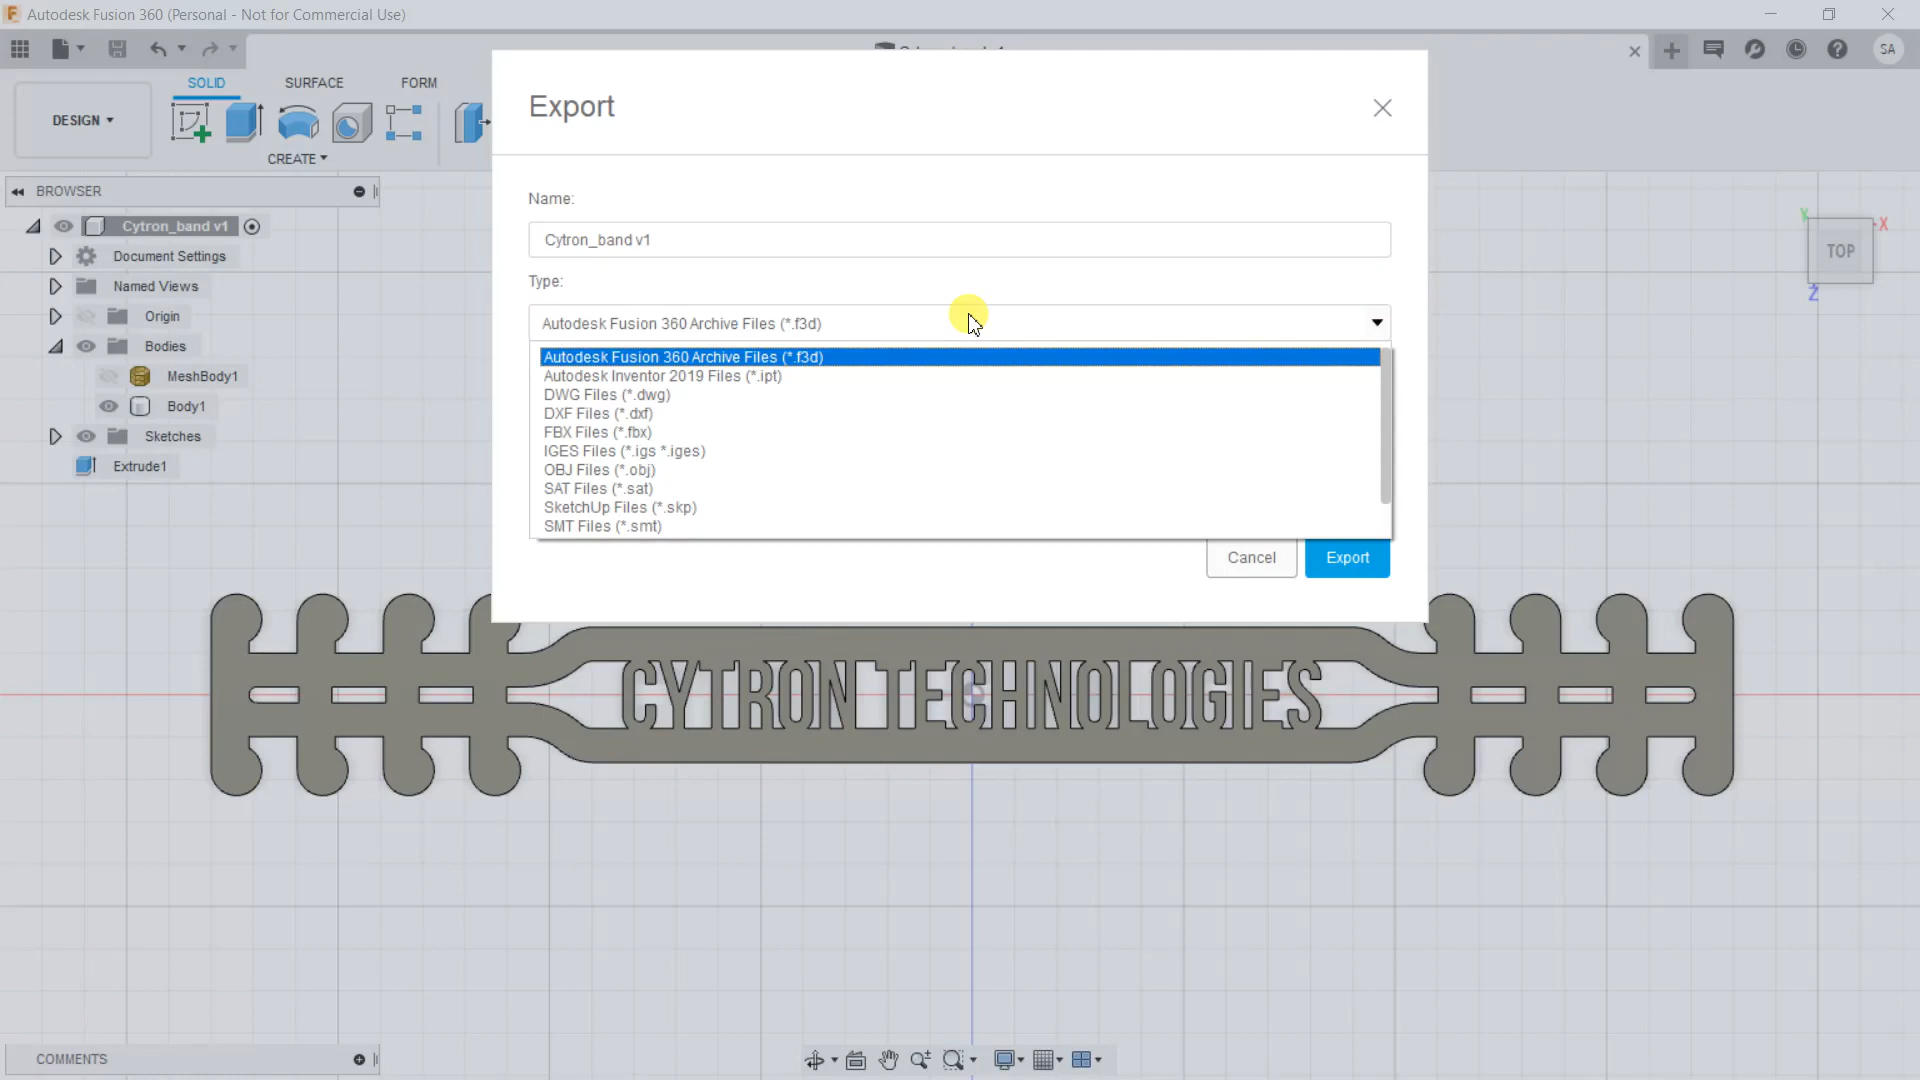 Autodesk Fusion 360 (Personal - Not for Commercial Use)
SA
SOLID
SURFACE
FORM
DESIGN
CREATE
Export
BROWSER
Name:
Cytron_band v1
Cytron_band v1
Document Settings
Type:
Named Views
Origin
Autodesk Fusion 360 Archive Files (*.f3d)
Bodies
Autodesk Fusion 360 Archive Files (*.f3d)
MeshBody1
Autodesk Inventor 2019 Files (*.ipt)
DWG Files (*.dwg)
Body1
DXF Files (*.dxf)
FBX Files (*.fbx)
Sketches
IGES Files (*.igs *.iges)
Extrude1
OBJ Files (*.obj)
SAT Files (*.sat)
SketchUp Files (*.skp)
SMT Files (*.smt)
Cancel
Export
Y
X
TOP
Z
CYTRON TECHNOLOGIES
COMMENTS